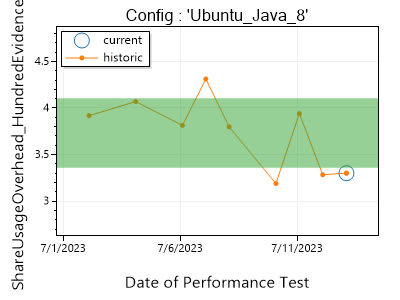 Config : 'Ubuntu_Java_8'
current
historic
ShareUsageOverhead_HundredEvidence
4.5
4
3.5
3
7/1/2023
7/6/2023
7/11/2023
Date of Performance Test